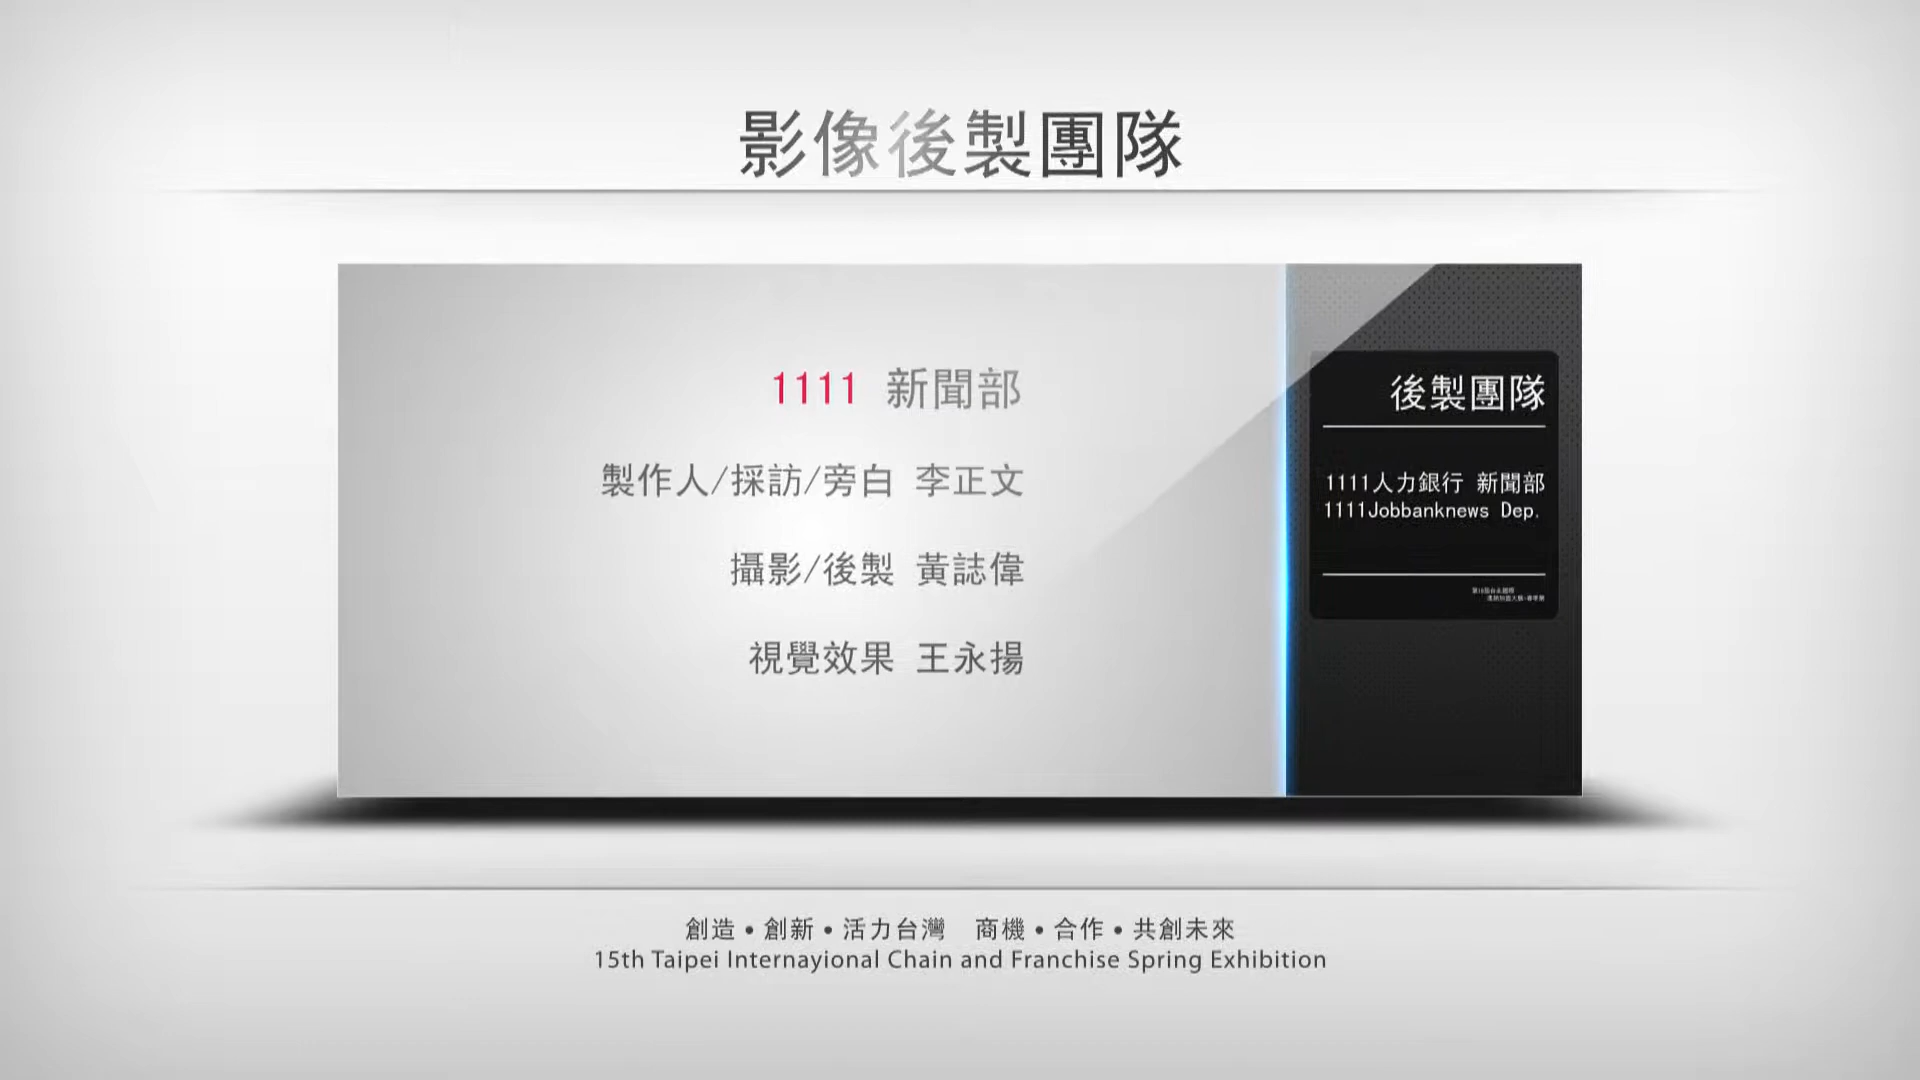 影像後製團隊
1111 新聞部
製作人/採訪/旁白 李正文
攝影/後製 黃誌偉
視覺效果 王永揚
後製團隊
1111人力銀行 新聞部
1111Jobbanknews Dep.
創造•創新•活力台灣 商機•合作•共創未來
15th Taipei Internayional Chain and Franchise Spring Exhibition